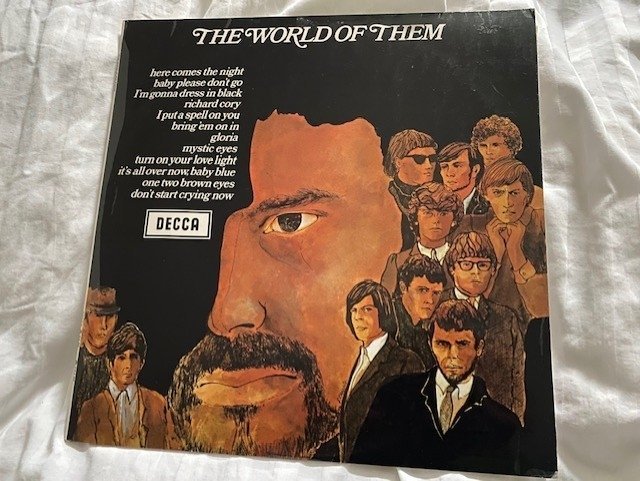 THE WORLD OF THEM
here comes the night
baby please don't go
I'm gonna dress in black
richard cory
I put a spell on you
bring 'em on in
gloria
mystic eyes
turn on your love light
it's all over now, baby blue
one two brown eyes
don't start crying now
DECCA